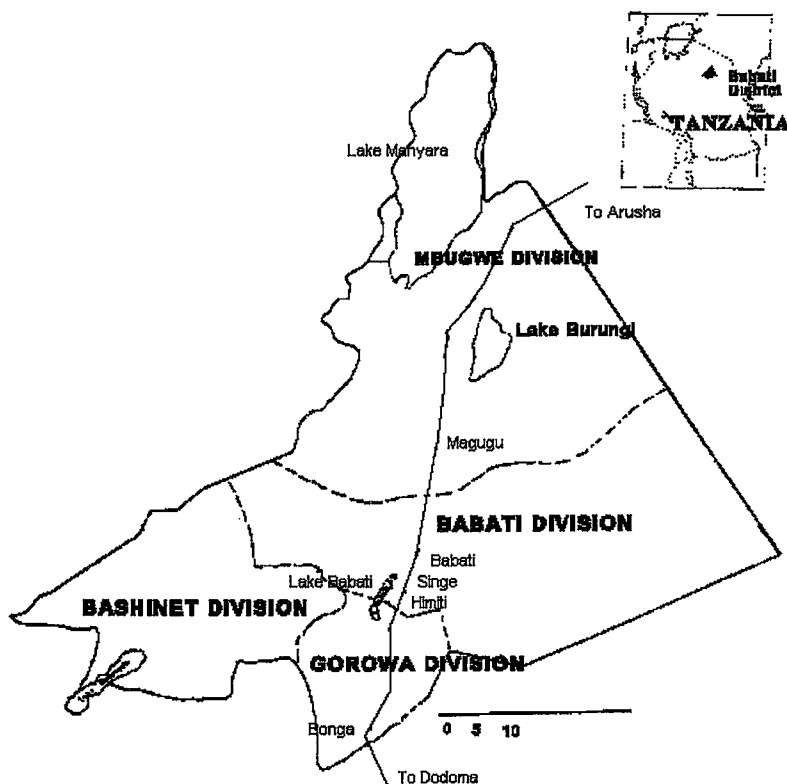 Babati
District
TANZANIA
Lake Manyara
To Arusha
MBUGWE DIVISION
Lake Burungi
Magugu
BABATI DIVISION
Babati
Lake Babati
Singe
Himiti
BASHINET DIVISION
GOROWA DIVISION
Bonga
0 5 10
To Dodoma